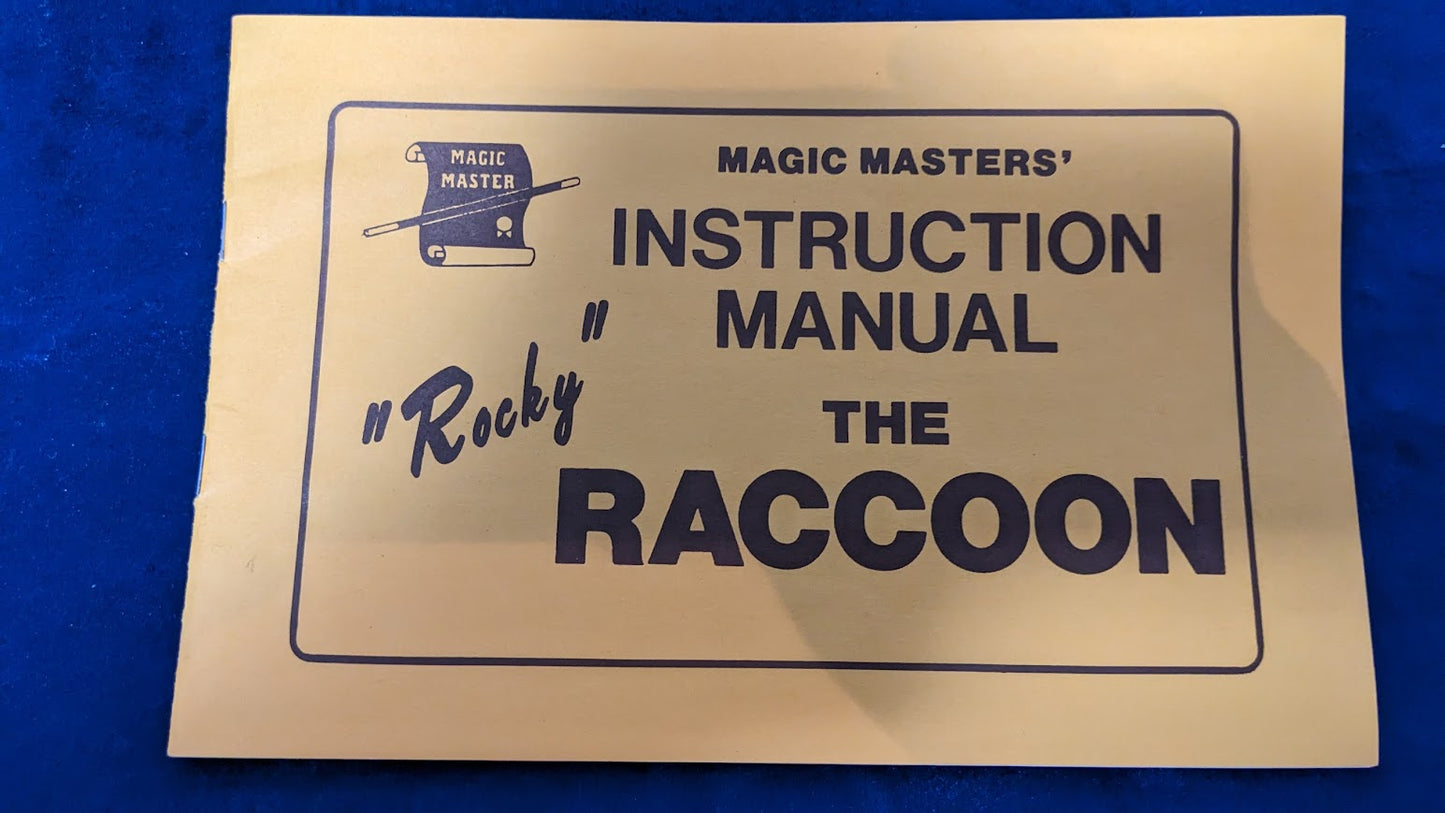 MAGIC
MASTER
MAGIC MASTERS'
INSTRUCTION
MANUAL
"Rocky"
THE
RACCOON